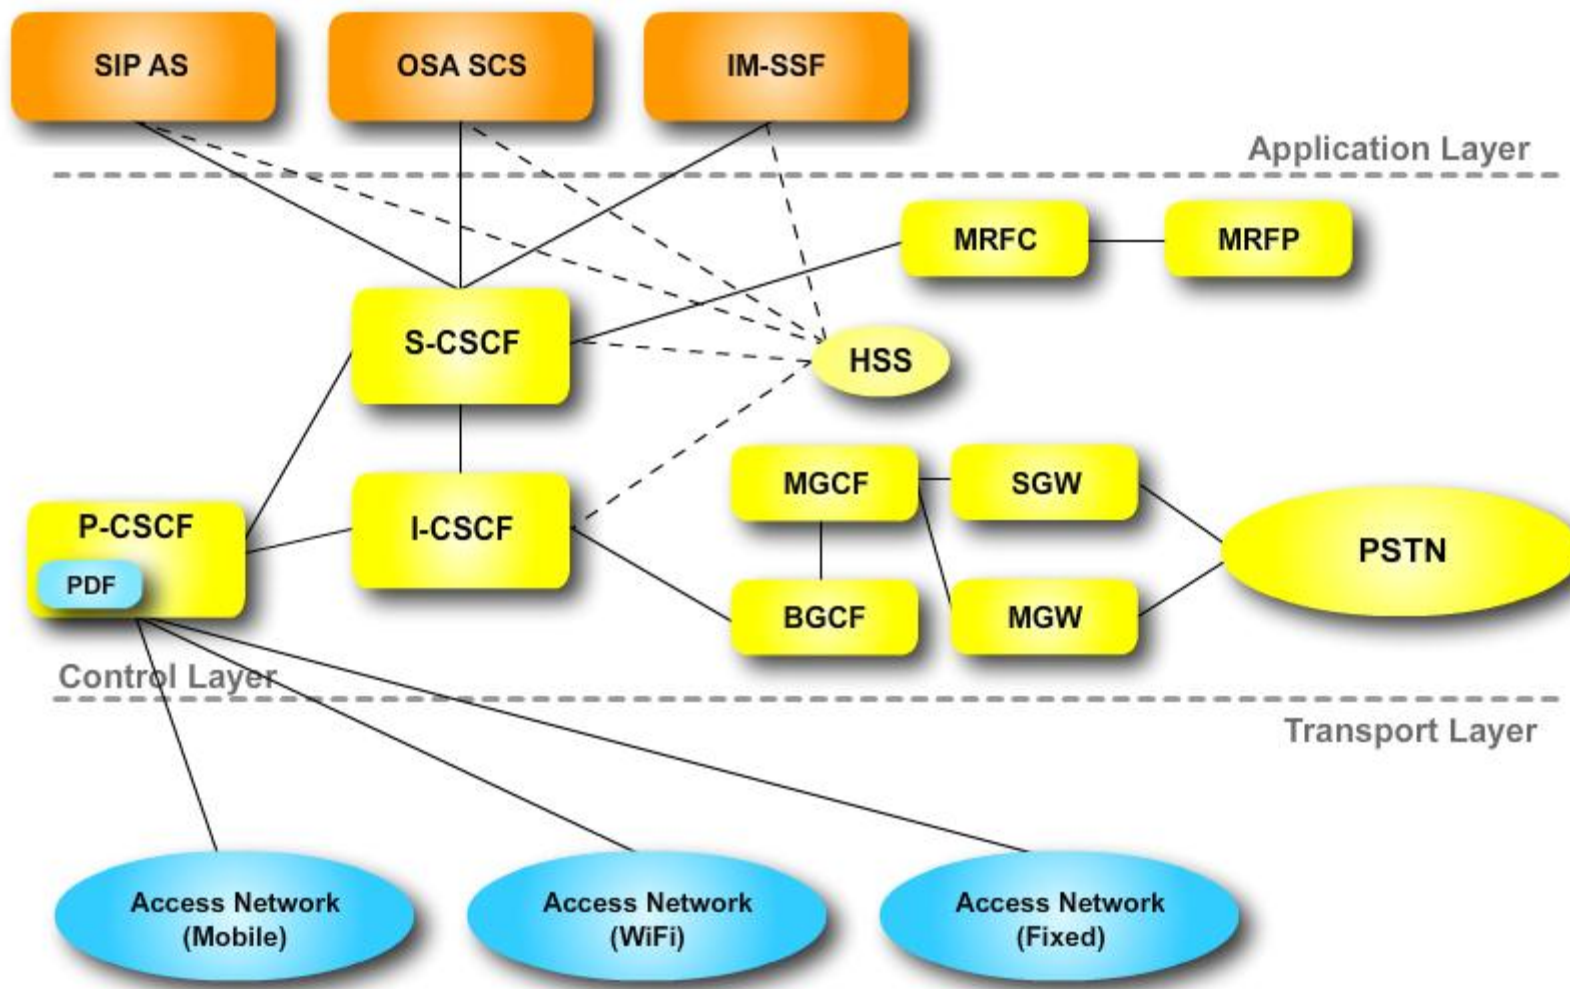 SIP AS
OSA SCS
IM-SSF
Application Layer
MRFC
MRFP
S-CSCF
HSS
MGCF
SGW
P-CSCF
I-CSCF
PSTN
PDF
BGCF
MGW
Control Layer
Transport Layer
Access Network
(Mobile)
Access Network
(WiFi)
Access Network
(Fixed)